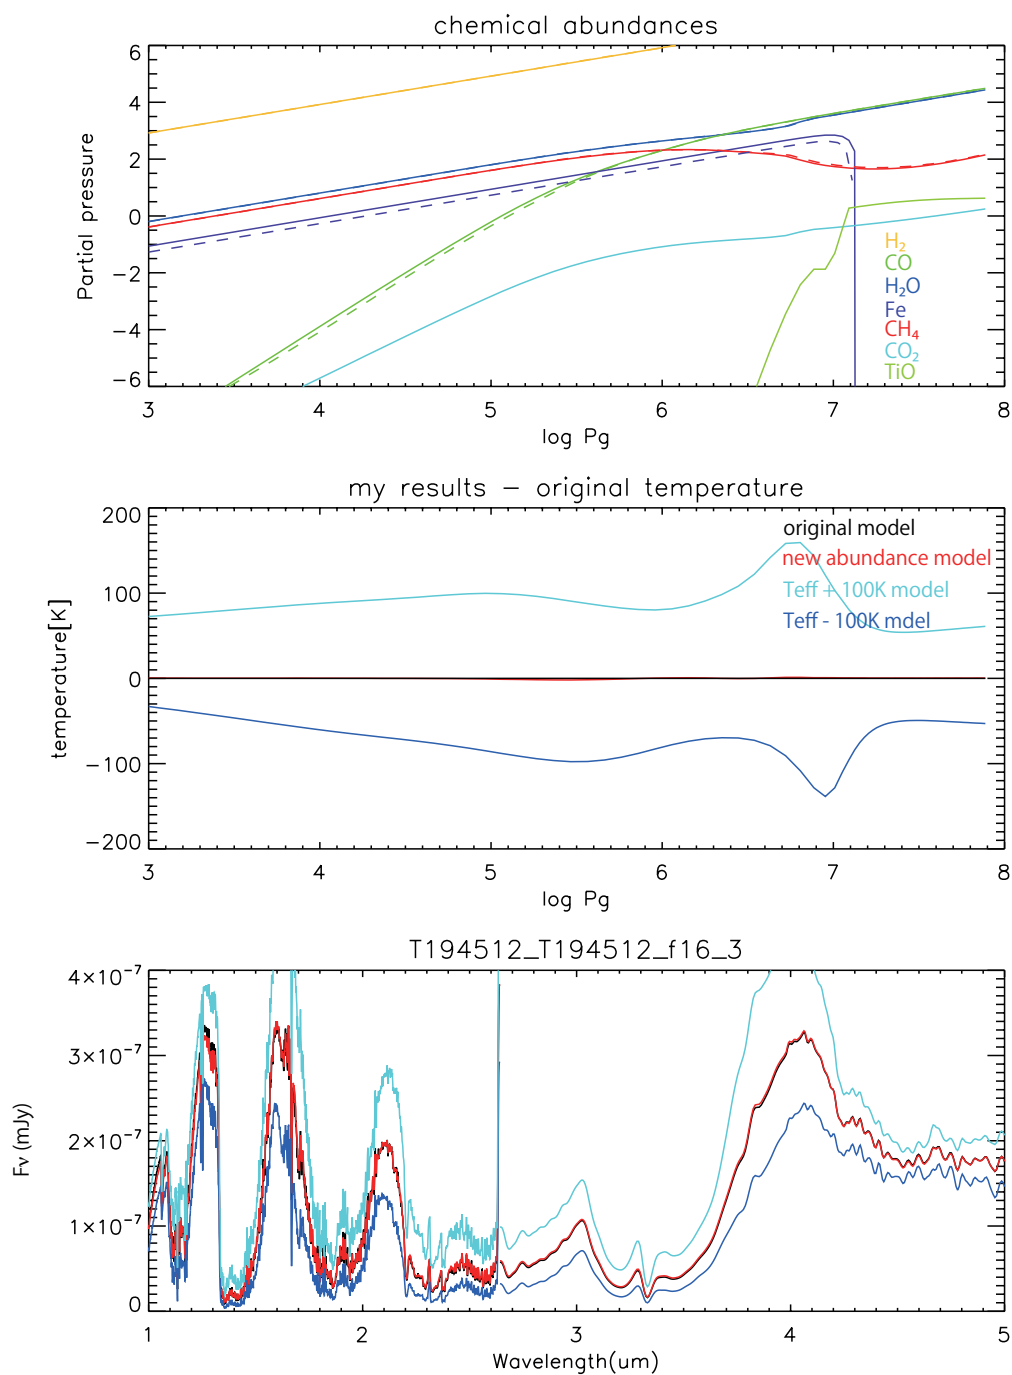 chemical abundances
6
4
2
0
−2
−4
−6
Partial pressure
H2
CO
H2O
Fe
CH4
CO2
TiO
3 4 5 6 7 8
log Pg
my results − original temperature
200
100
0
−100
−200
temperature[K]
original model
new abundance model
Teff + 100K model
Teff - 100K mdel
3 4 5 6 7 8
log Pg
T194512_T194512_f16_3
4×10⁻⁷
3×10⁻⁷
2×10⁻⁷
1×10⁻⁷
0
Fν (mJy)
1 2 3 4 5
Wavelength(um)